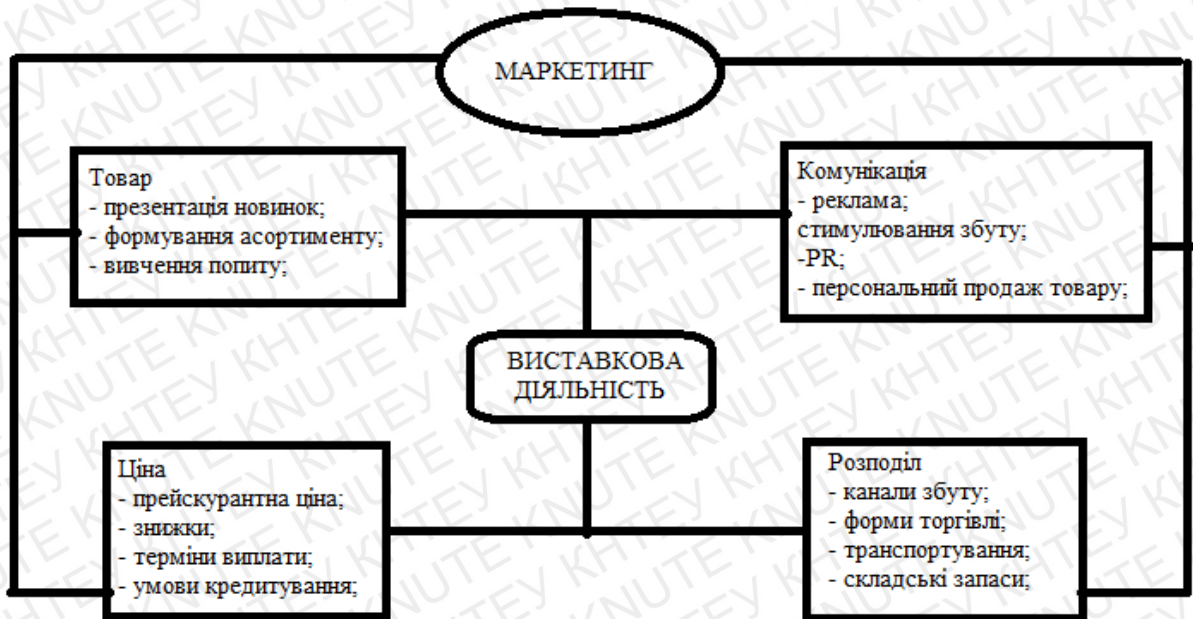 МАРКЕТИНГ
Товар
- презентація новинок;
- формування асортименту;
- вивчення попиту;
Комунікація
- реклама;
стимулювання збуту;
-PR;
- персональний продаж товару;
ВИСТАВКОВА
ДІЯЛЬНІСТЬ
Ціна
- прейскурантна ціна;
- знижки;
- терміни виплати;
- умови кредитування;
Розподіл
- канали збуту;
- форми торгівлі;
- транспортування;
- складські запаси;